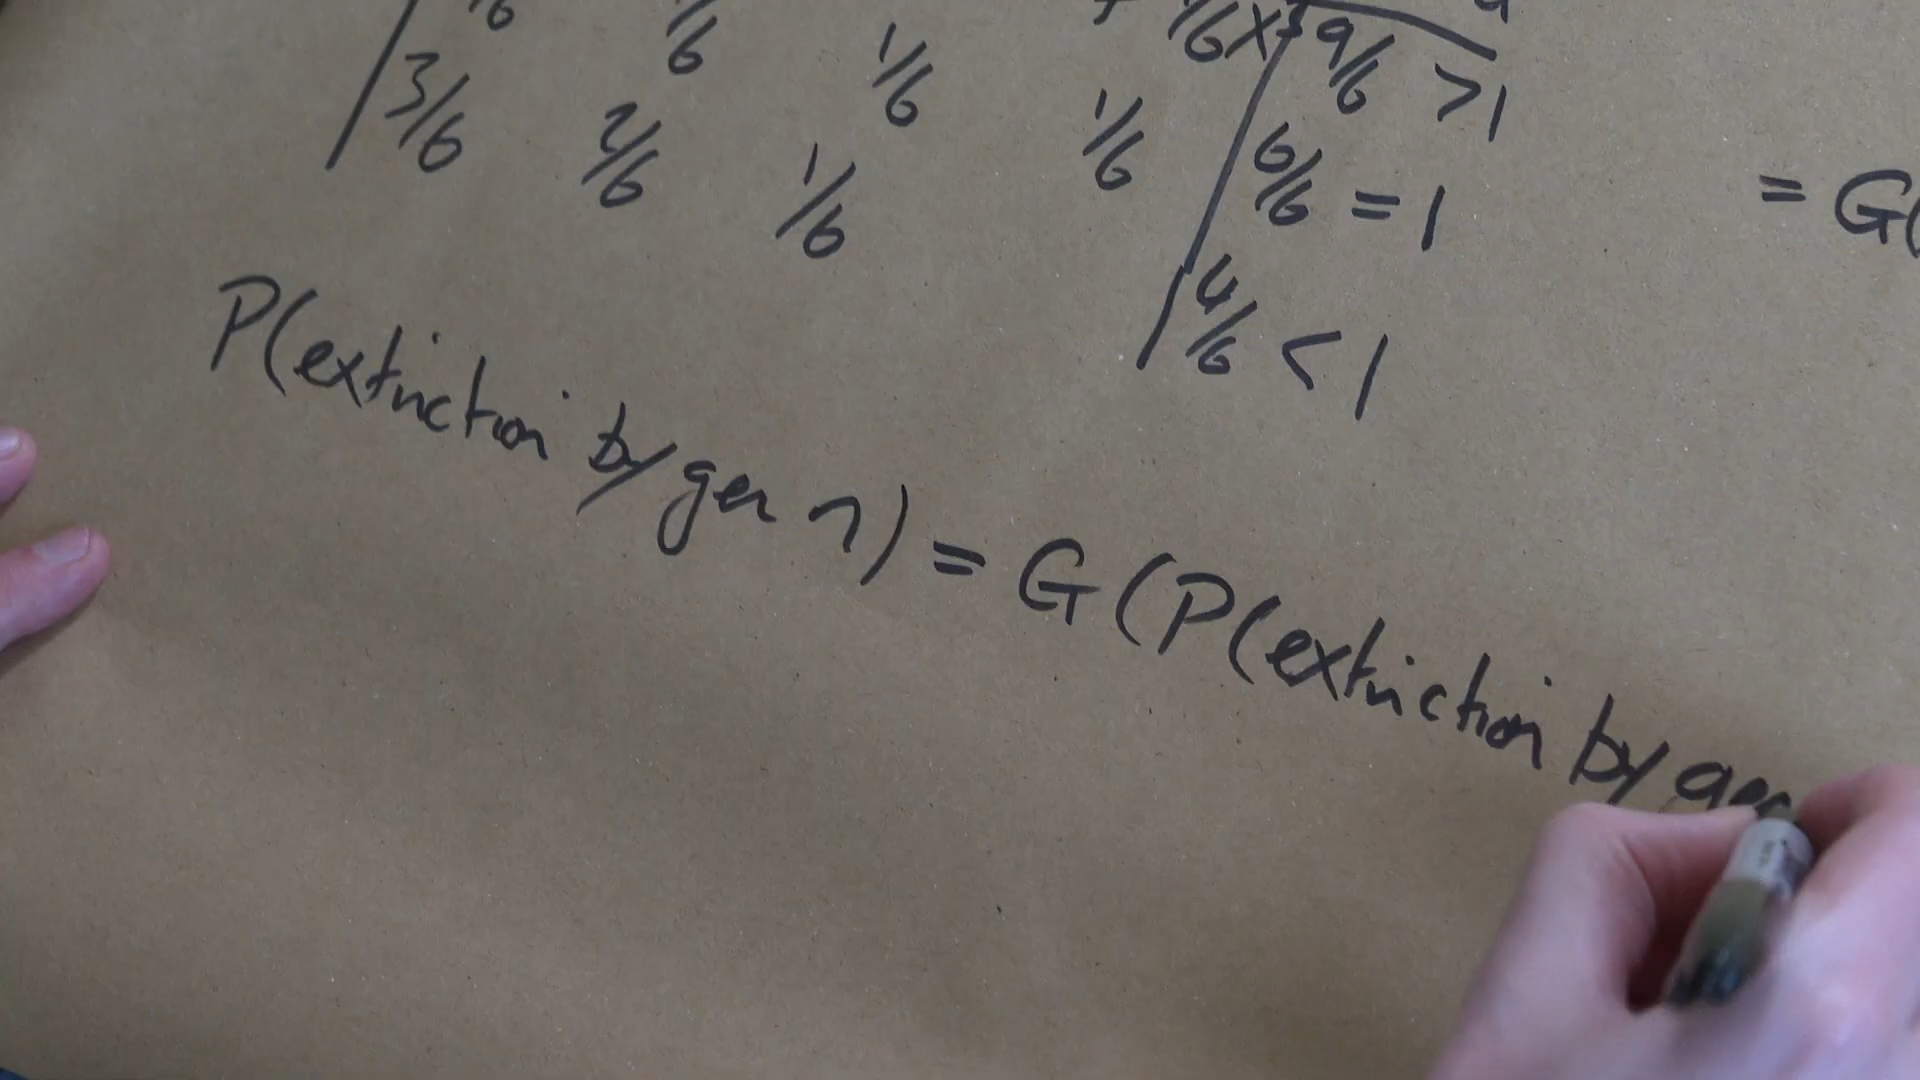 1/6 x 9/6 > 1
1/6 1/6 6/6 = 1
3/6 2/6 1/6 1/6 4/6 < 1
= G(
P(extinction by gen n) = G(P(extinction by gen